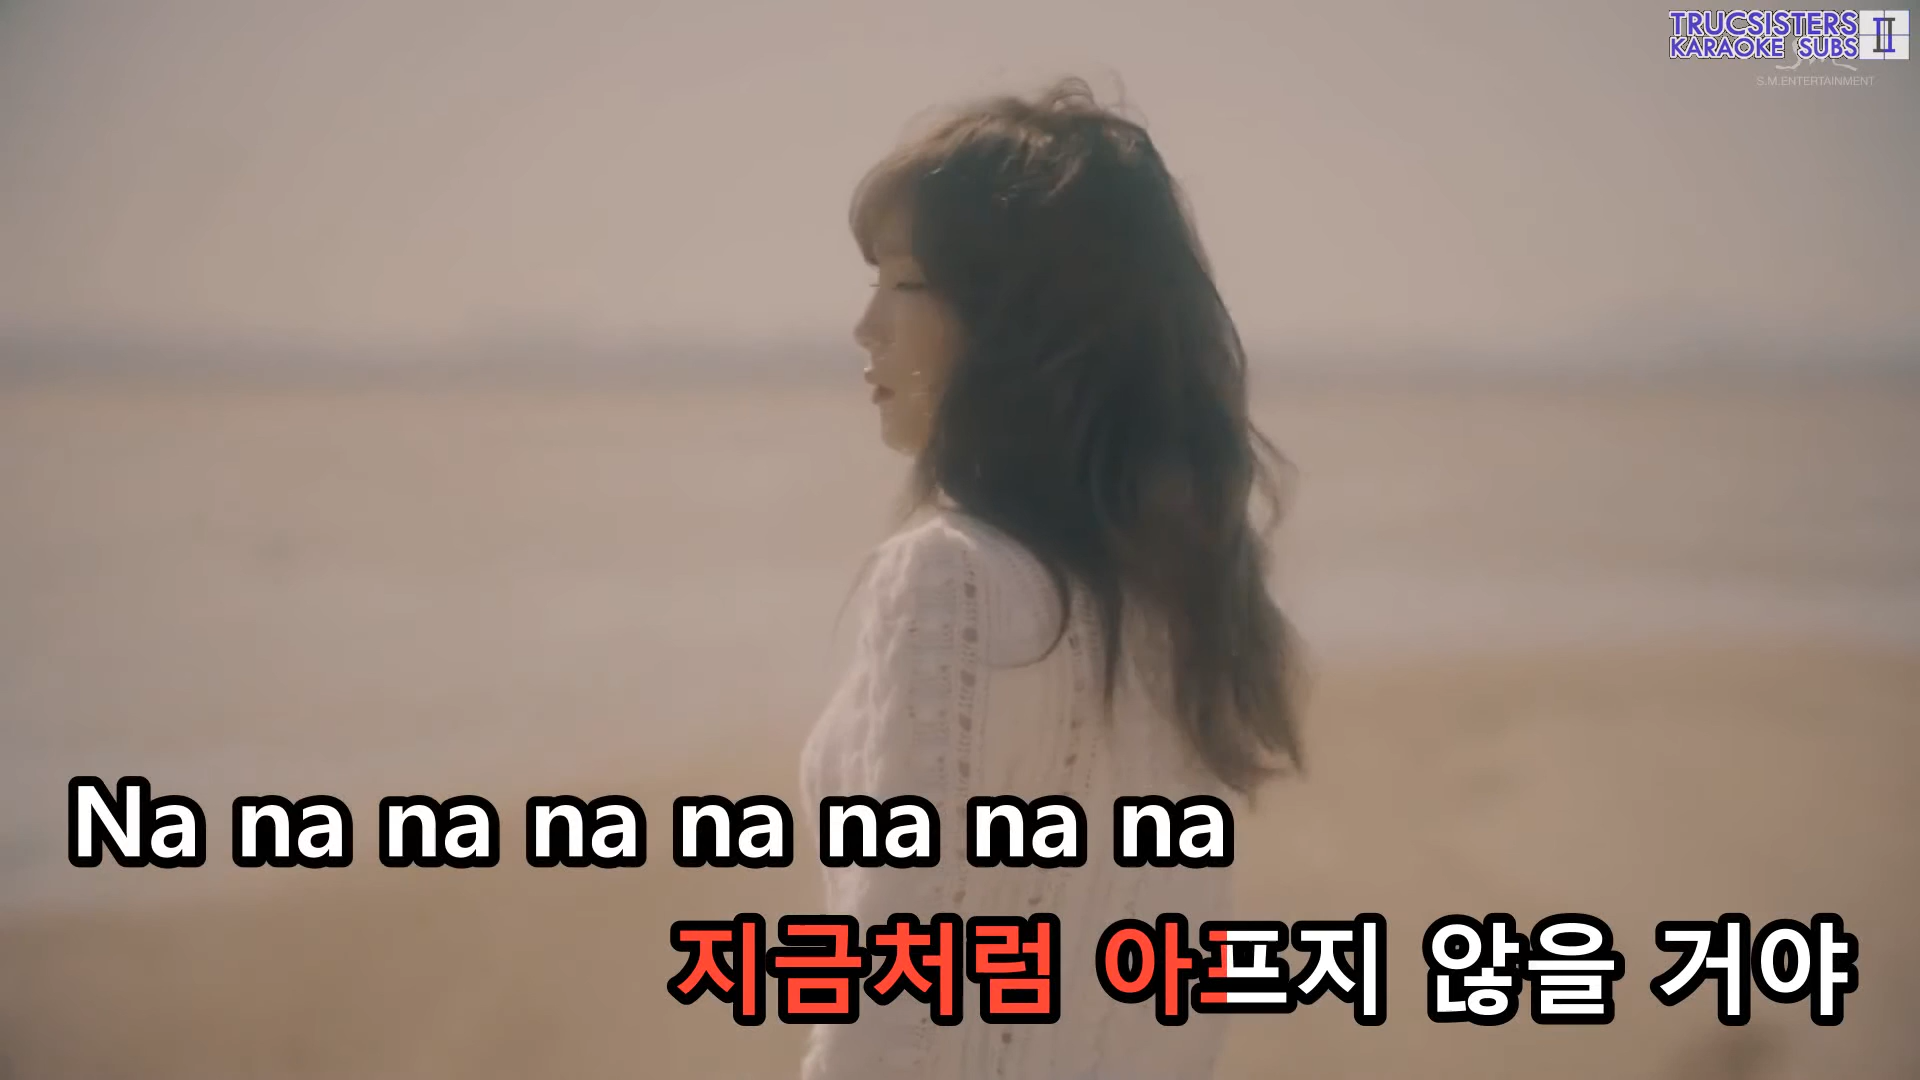 TRUCSISTERS
KARAOKE SUBS II
S.M.ENTERTAINMENT
Na na na na na na na na
지금처럼 아프지 않을 거야